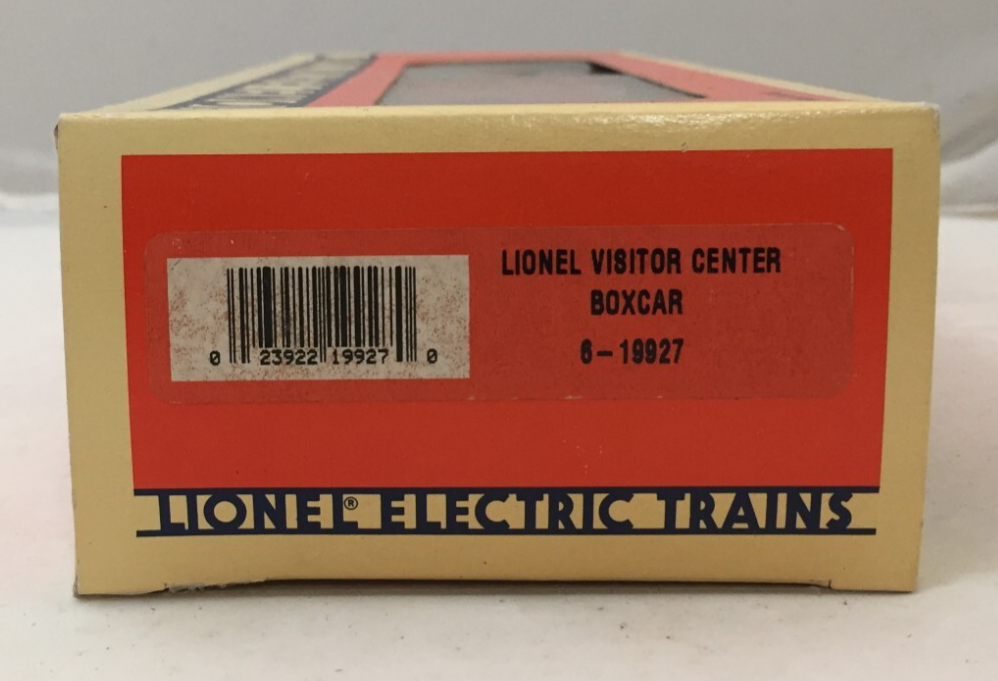 LIONEL VISITOR CENTER
BOXCAR
6-19927
0 23922 19927 0
LIONEL® ELECTRIC TRAINS